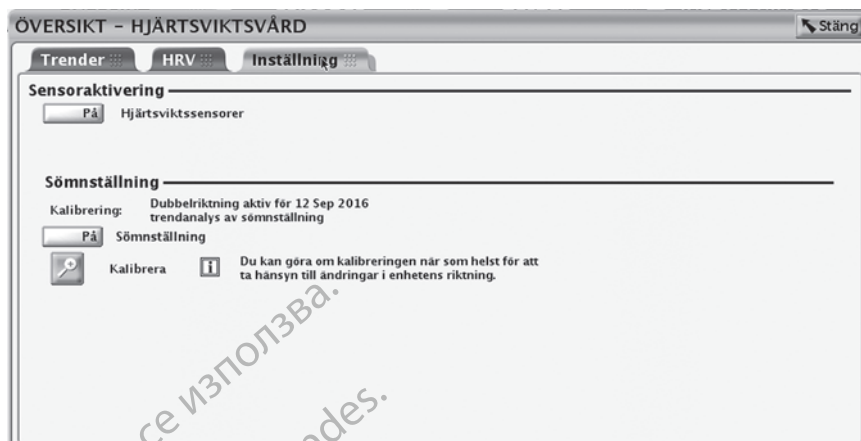 ÖVERSIKT – HJÄRTSVIKTSVÅRD
Stäng
Trender
HRV
Inställning
Sensoraktivering
På Hjärtsviktssensorer
Sömnställning
Kalibrering: Dubbelriktning aktiv för 12 Sep 2016
trendanalys av sömnställning
På Sömnställning
Kalibrera i Du kan göra om kalibreringen när som helst för att
ta hänsyn till ändringar i enhetens riktning.
се използва.